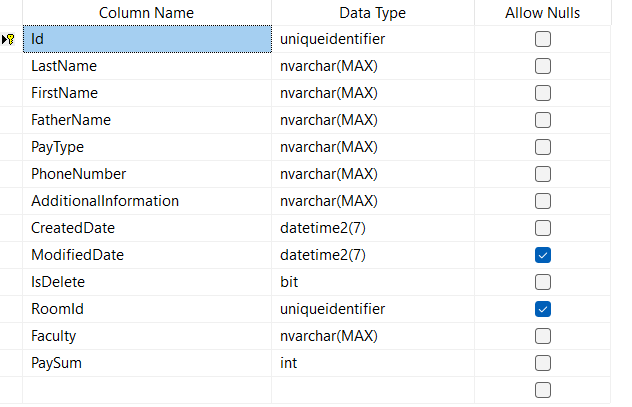 Column Name Data Type Allow Nulls
Id uniqueidentifier
LastName nvarchar(MAX)
FirstName nvarchar(MAX)
FatherName nvarchar(MAX)
PayType nvarchar(MAX)
PhoneNumber nvarchar(MAX)
AdditionalInformation nvarchar(MAX)
CreatedDate datetime2(7)
ModifiedDate datetime2(7)
IsDelete bit
RoomId uniqueidentifier
Faculty nvarchar(MAX)
PaySum int